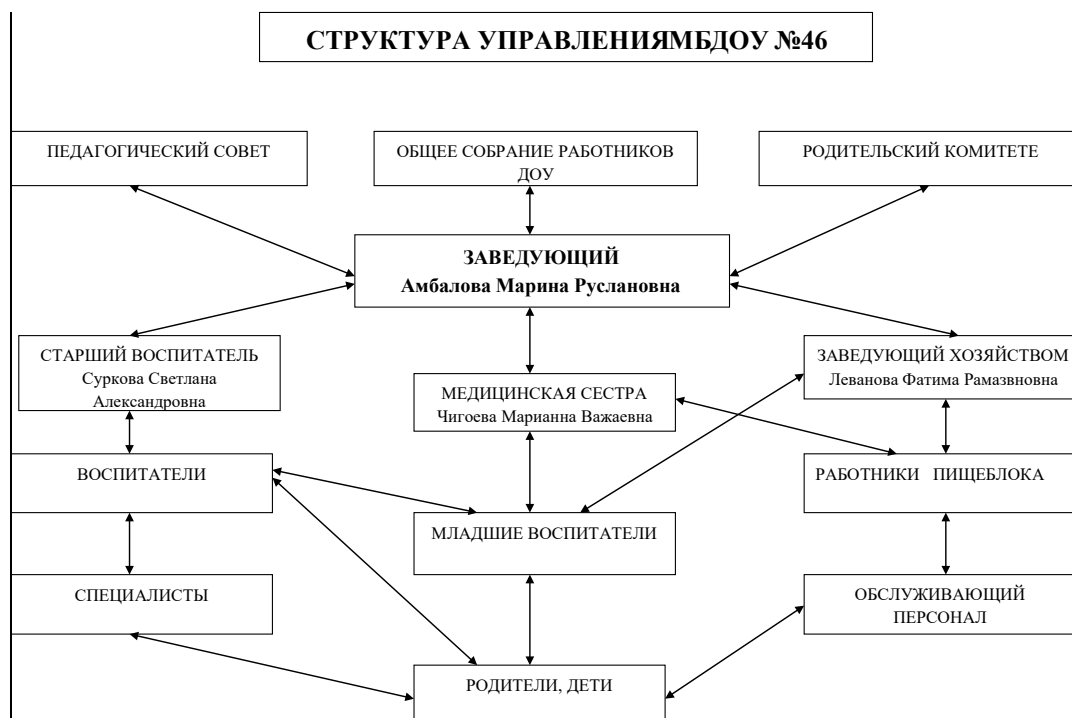 СТРУКТУРА УПРАВЛЕНИЯМБДОУ №46
ПЕДАГОГИЧЕСКИЙ СОВЕТ
ОБЩЕЕ СОБРАНИЕ РАБОТНИКОВ
ДОУ
РОДИТЕЛЬСКИЙ КОМИТЕТЕ
ЗАВЕДУЮЩИЙ
Амбалова Марина Руслановна
СТАРШИЙ ВОСПИТАТЕЛЬ
Суркова Светлана
Александровна
МЕДИЦИНСКАЯ СЕСТРА
Чигоева Марианна Важаевна
ЗАВЕДУЮЩИЙ ХОЗЯЙСТВОМ
Леванова Фатима Рамазвновна
ВОСПИТАТЕЛИ
МЛАДШИЕ ВОСПИТАТЕЛИ
РАБОТНИКИ ПИЩЕБЛОКА
СПЕЦИАЛИСТЫ
ОБСЛУЖИВАЮЩИЙ
ПЕРСОНАЛ
РОДИТЕЛИ, ДЕТИ